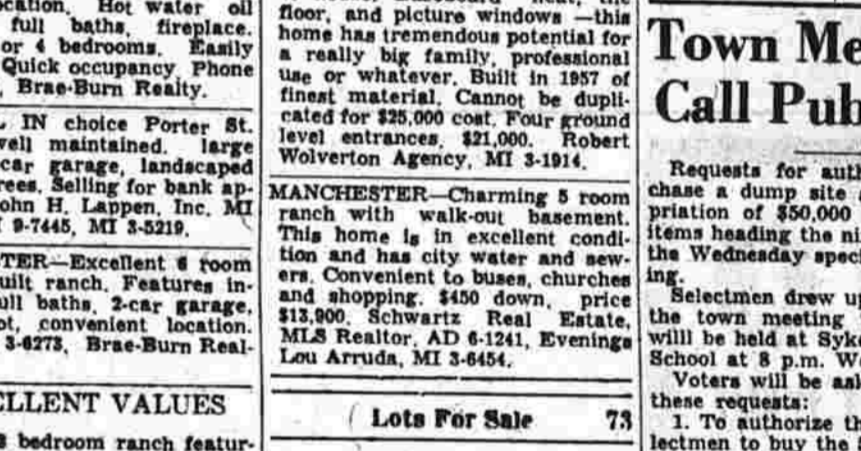 ocation. Hot water oil
full baths, fireplace.
or 4 bedrooms. Easily
Quick occupancy Phone
, Brae-Burn Realty.
IN choice Porter St.
well maintained. large
car garage, landscaped
rees. Selling for bank ap-
ohn H. Lappen, Inc. MI
9-7445, MI 3-5219.
TER—Excellent 6 room
uilt ranch. Features in-
ull baths, 2-car garage,
ot, convenient location.
3-6273, Brae-Burn Real-
ELLENT VALUES
bedroom ranch featur-
floor, and picture windows —this
home has tremendous potential for
a really big family, professional
use or whatever. Built in 1957 of
finest material. Cannot be dupli-
cated for $25,000 cost. Four ground
level entrances, $21,000. Robert
Wolverton Agency, MI 3-1914.
MANCHESTER—Charming 5 room
ranch with walk-out basement.
This home is in excellent condi-
tion and has city water and sew-
ers. Convenient to buses, churches
and shopping. $450 down, price
$13,900. Schwartz Real Estate,
MLS Realtor, AD 6-1241, Evenings
Lou Arruda, MI 3-6454.
Lots For Sale 73
Town Me
Call Pub
Requests for auth
chase a dump site
priation of $50,000
items heading the ni
the Wednesday speci
ing.
Selectmen drew up
the town meeting
willl be held at Syke
School at 8 p.m. We
Voters will be ask
these requests:
1. To authorize th
lectmen to buy the